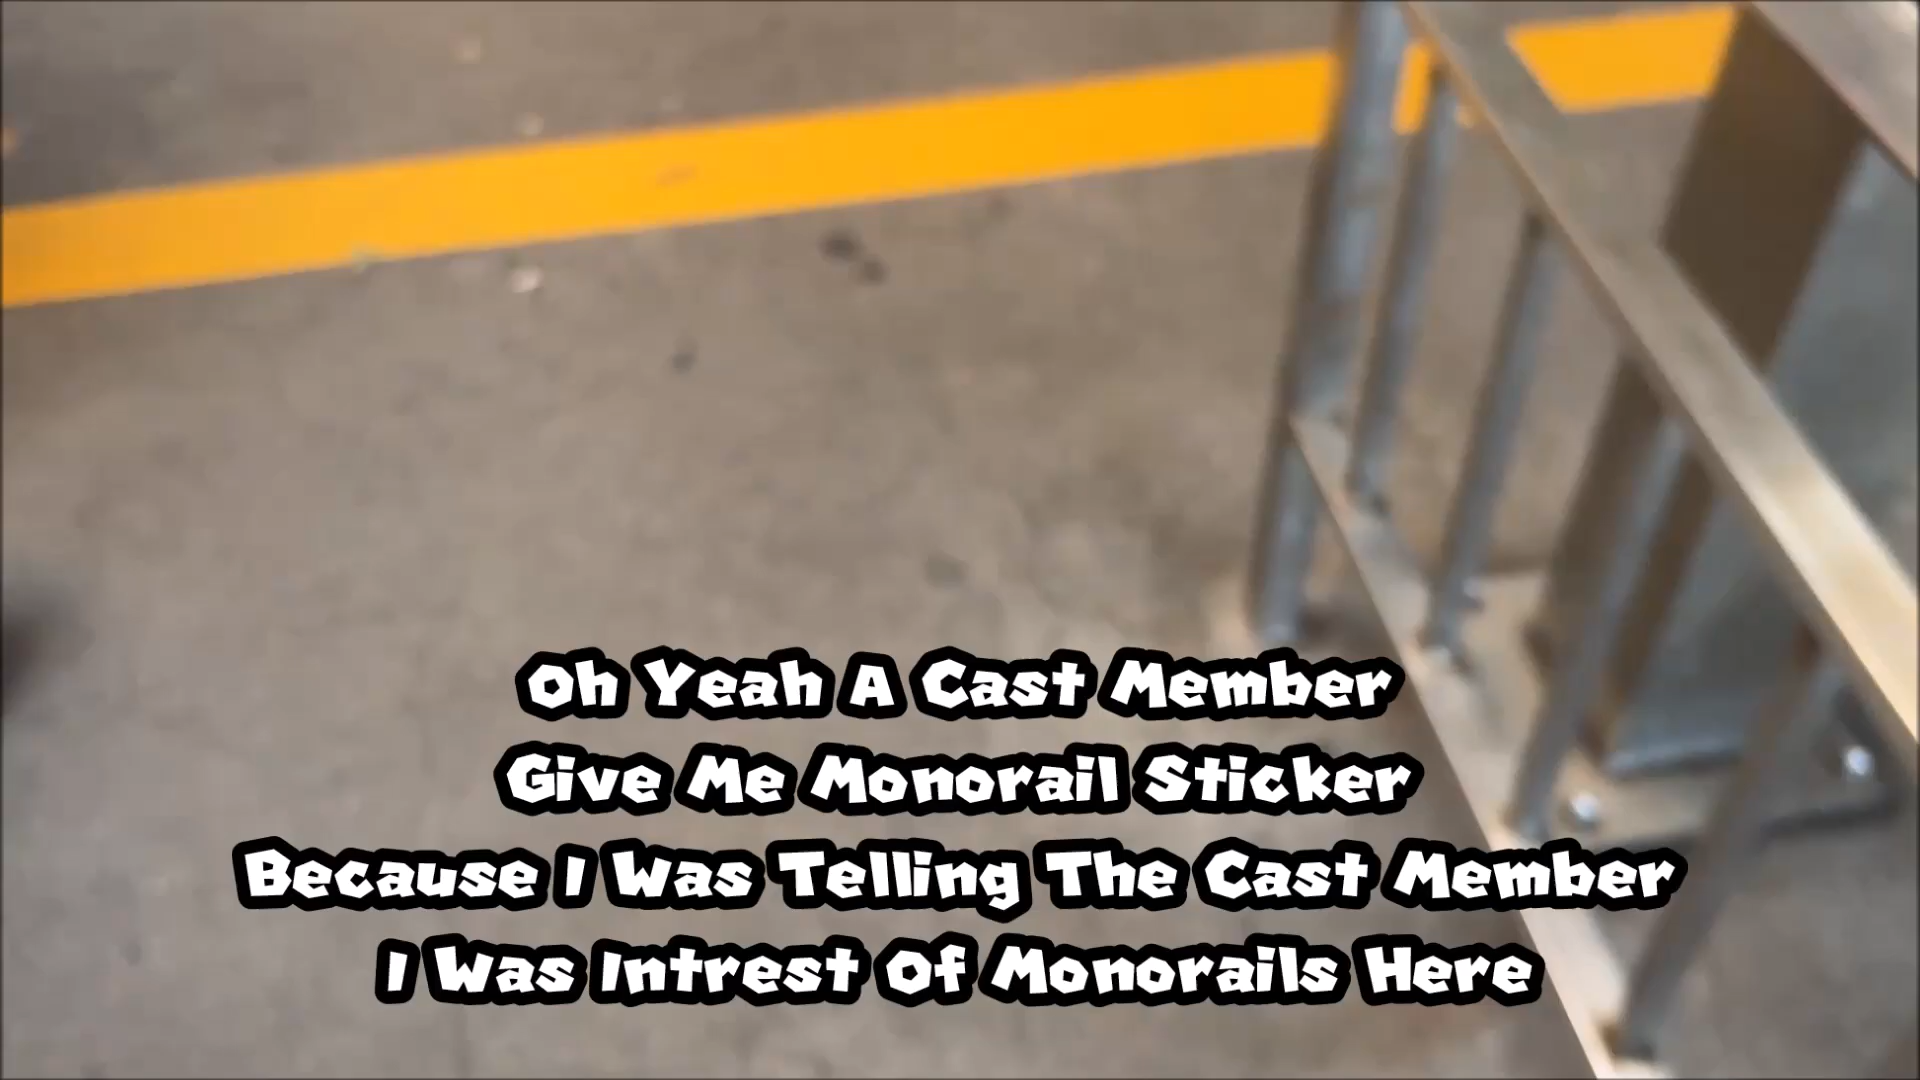 Oh Yeah A Cast Member
Give Me Monorail Sticker
Because I Was Telling The Cast Member
I Was Intrest Of Monorails Here